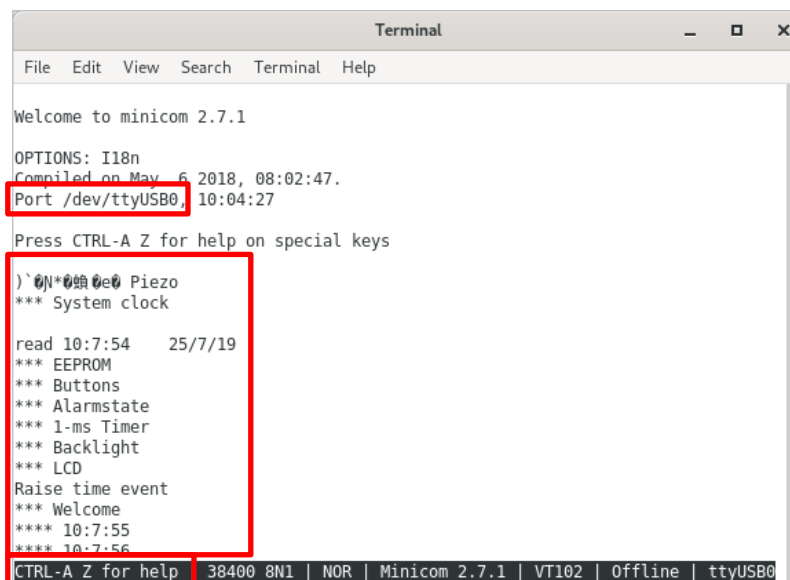 Terminal
File Edit View Search Terminal Help
Welcome to minicom 2.7.1
OPTIONS: I18n
Compiled on May  6 2018, 08:02:47.
Port /dev/ttyUSB0, 10:04:27
Press CTRL-A Z for help on special keys
Piezo
*** System clock
read 10:7:54    25/7/19
*** EEPROM
*** Buttons
*** Alarmstate
*** 1-ms Timer
*** Backlight
*** LCD
Raise time event
*** Welcome
**** 10:7:55
**** 10:7:56
CTRL-A Z for help | 38400 8N1 | NOR | Minicom 2.7.1 | VT102 | Offline | ttyUSB0